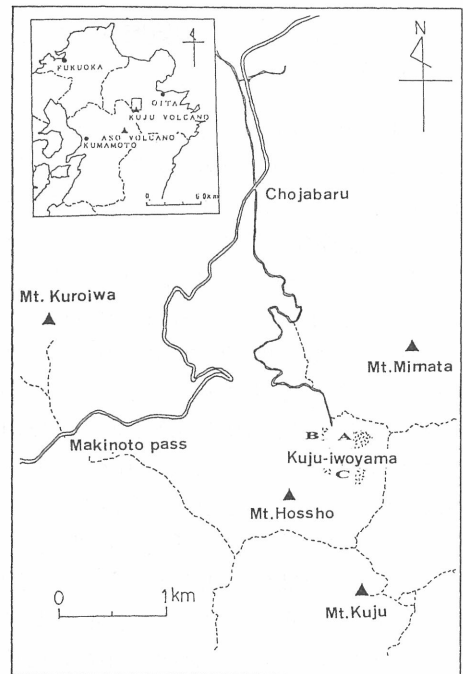 N
FUKUOKA
OITA
KUJU VOLCANO
ASO VOLCANO
KUMAMOTO
0 60km
Chojabaru
Mt. Kuroiwa
Mt.Mimata
Makinoto pass
B A
Kuju-iwoyama
C
Mt.Hossho
0 1km
Mt.Kuju